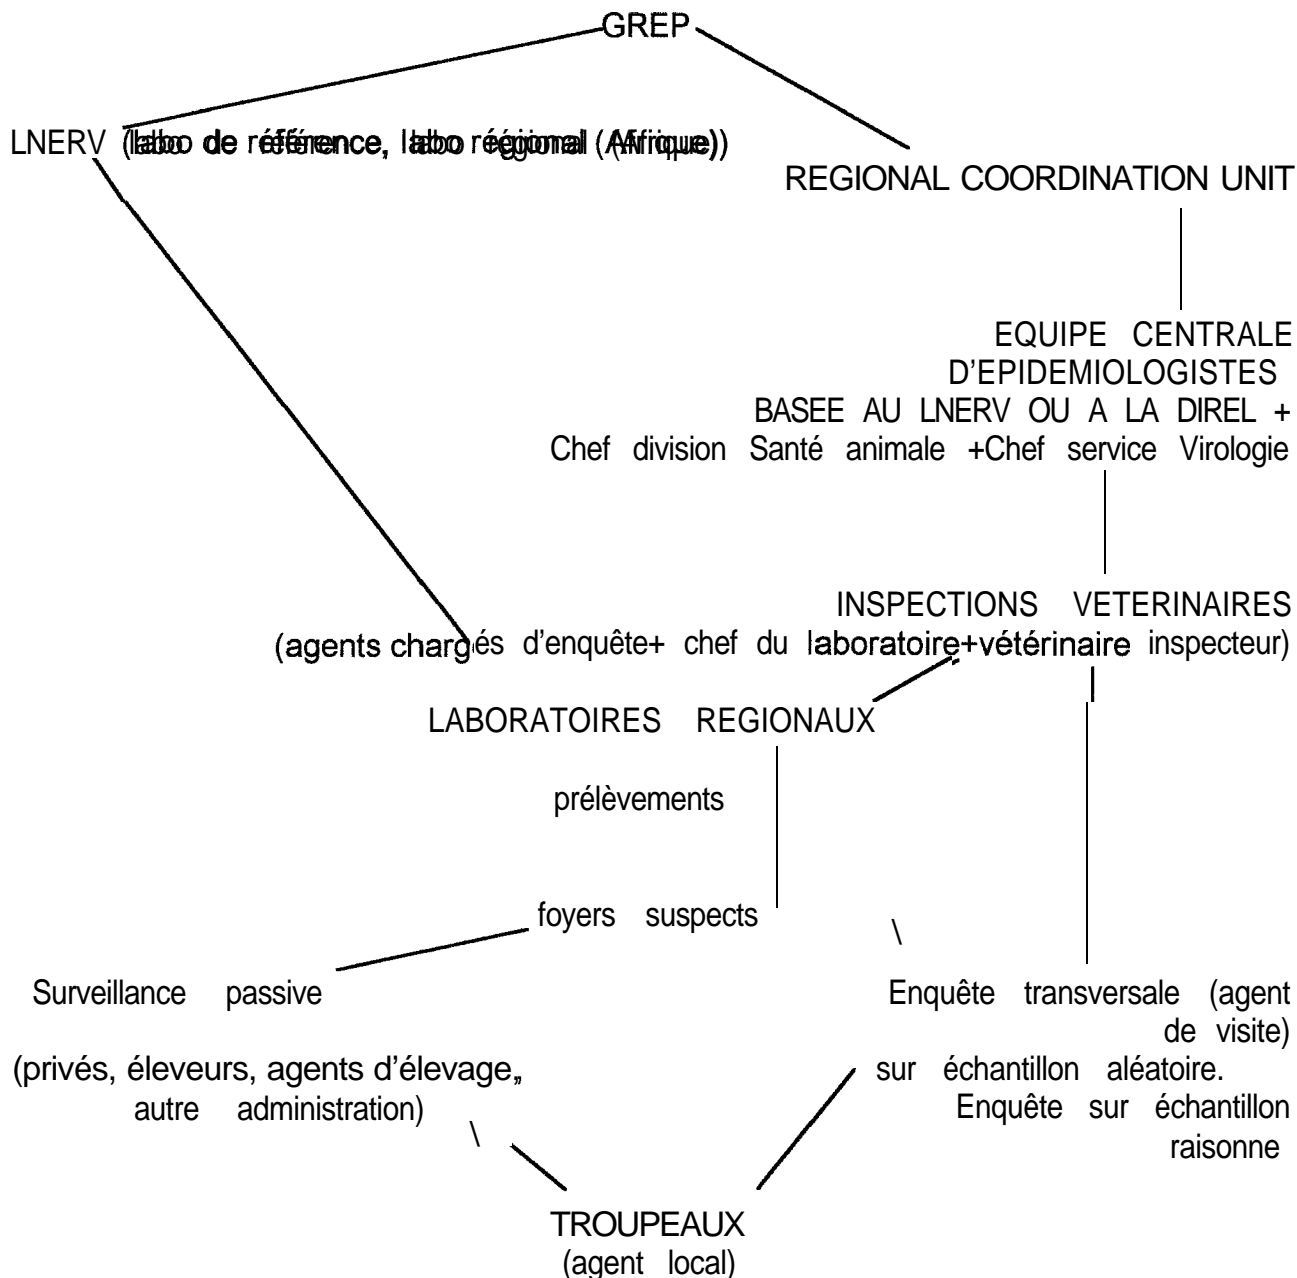 GREP
LNERV (labo de référence, labo régional (Afrique))
REGIONAL COORDINATION UNIT
EQUIPE CENTRALE
D'EPIDEMIOLOGISTES
BASEE AU LNERV OU A LA DIREL +
Chef division Santé animale +Chef service Virologie
INSPECTIONS VETERINAIRES
(agents chargés d'enquête+ chef du laboratoire+vétérinaire inspecteur)
LABORATOIRES REGIONAUX
prélèvements
foyers suspects
Surveillance passive
(privés, éleveurs, agents d'élevage,
autre administration)
Enquête transversale (agent
de visite)
sur échantillon aléatoire.
Enquête sur échantillon
raisonne
TROUPEAUX
(agent local)